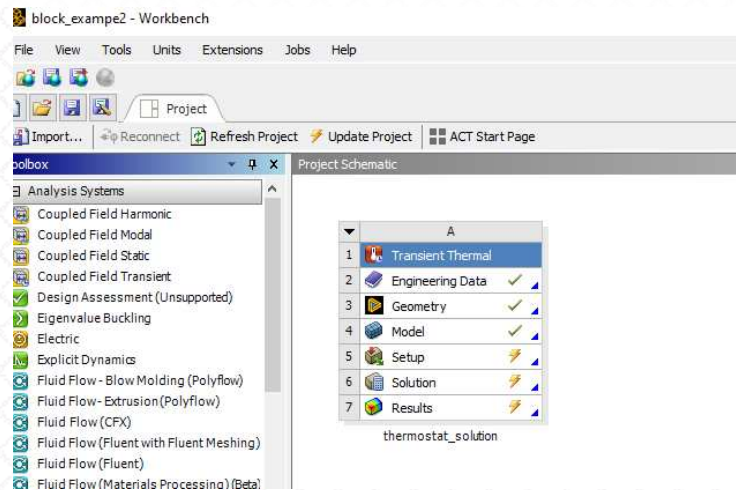 block_exampe2 - Workbench
File View Tools Units Extensions Jobs Help
Project
Import... Reconnect Refresh Project Update Project ACT Start Page
oolbox
Project Schematic
Analysis Systems
Coupled Field Harmonic
Coupled Field Modal
Coupled Field Static
Coupled Field Transient
Design Assessment (Unsupported)
Eigenvalue Buckling
Electric
Explicit Dynamics
Fluid Flow - Blow Molding (Polyflow)
Fluid Flow- Extrusion (Polyflow)
Fluid Flow (CFX)
Fluid Flow (Fluent with Fluent Meshing)
Fluid Flow (Fluent)
Fluid Flow (Materials Processing) (Beta)
A
1 Transient Thermal
2 Engineering Data
3 Geometry
4 Model
5 Setup
6 Solution
7 Results
thermostat_solution